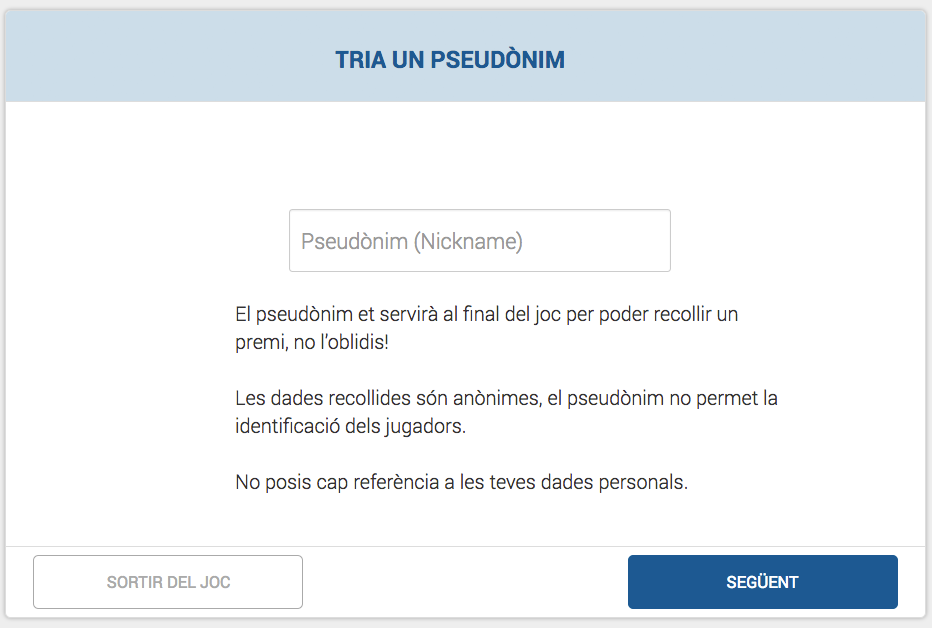 TRIA UN PSEUDÒNIM
Pseudònim (Nickname)
El pseudònim et servirà al final del joc per poder recollir un
premi, no l'oblidis!
Les dades recollides són anònimes, el pseudònim no permet la
identificació dels jugadors.
No posis cap referència a les teves dades personals.
SORTIR DEL JOC
SEGÜENT